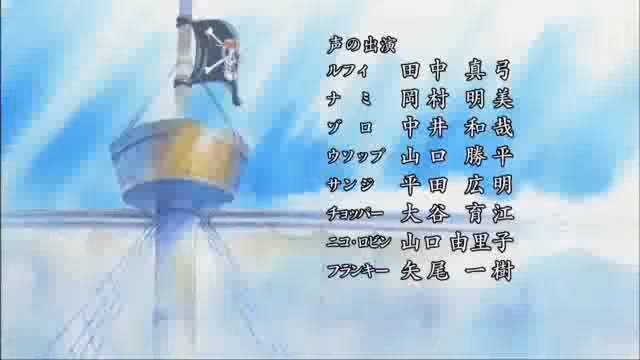 声の出演
ルフィ 田中 真弓
ナミ 岡村 明美
ゾロ 中井 和哉
ウソップ 山口 勝平
サンジ 平田 広明
チョッパー 大谷 育江
ニコ・ロビン 山口 由里子
フランキー 矢尾 一樹